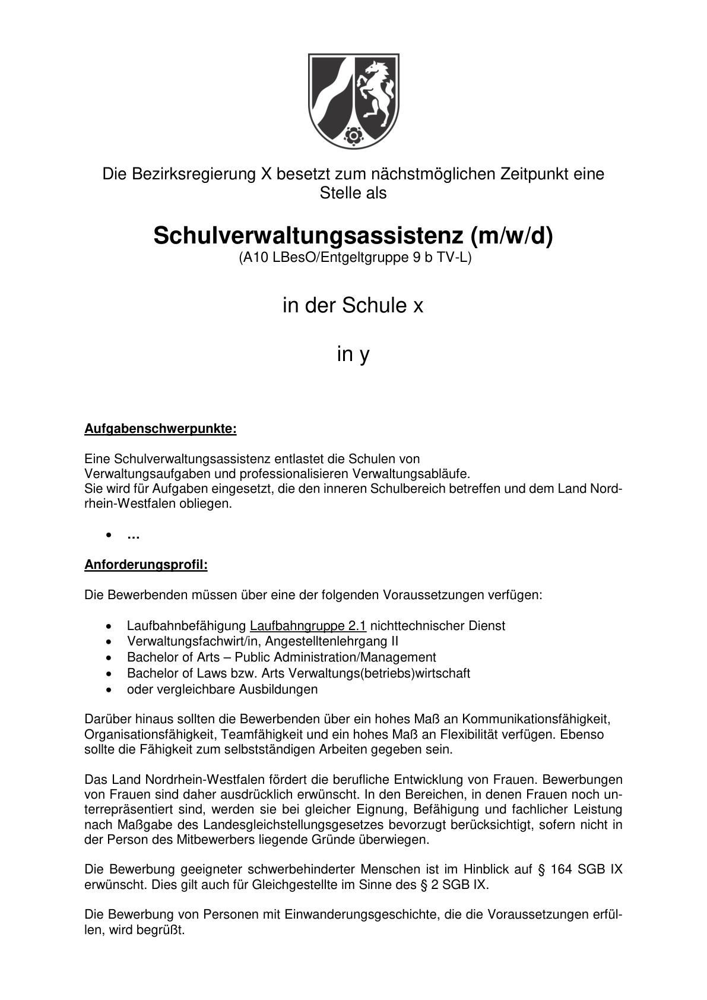 Die Bezirksregierung X besetzt zum nächstmöglichen Zeitpunkt eine
Stelle als
Schulverwaltungsassistenz (m/w/d)
(A10 LBesO/Entgeltgruppe 9 b TV-L)
in der Schule x
in y
Aufgabenschwerpunkte:
Eine Schulverwaltungsassistenz entlastet die Schulen von
Verwaltungsaufgaben und professionalisieren Verwaltungsabläufe.
Sie wird für Aufgaben eingesetzt, die den inneren Schulbereich betreffen und dem Land Nord-
rhein-Westfalen obliegen.
• …
Anforderungsprofil:
Die Bewerbenden müssen über eine der folgenden Voraussetzungen verfügen:
• Laufbahnbefähigung Laufbahngruppe 2.1 nichttechnischer Dienst
• Verwaltungsfachwirt/in, Angestelltenlehrgang II
• Bachelor of Arts – Public Administration/Management
• Bachelor of Laws bzw. Arts Verwaltungs(betriebs)wirtschaft
• oder vergleichbare Ausbildungen
Darüber hinaus sollten die Bewerbenden über ein hohes Maß an Kommunikationsfähigkeit,
Organisationsfähigkeit, Teamfähigkeit und ein hohes Maß an Flexibilität verfügen. Ebenso
sollte die Fähigkeit zum selbstständigen Arbeiten gegeben sein.
Das Land Nordrhein-Westfalen fördert die berufliche Entwicklung von Frauen. Bewerbungen
von Frauen sind daher ausdrücklich erwünscht. In den Bereichen, in denen Frauen noch un-
terrepräsentiert sind, werden sie bei gleicher Eignung, Befähigung und fachlicher Leistung
nach Maßgabe des Landesgleichstellungsgesetzes bevorzugt berücksichtigt, sofern nicht in
der Person des Mitbewerbers liegende Gründe überwiegen.
Die Bewerbung geeigneter schwerbehinderter Menschen ist im Hinblick auf § 164 SGB IX
erwünscht. Dies gilt auch für Gleichgestellte im Sinne des § 2 SGB IX.
Die Bewerbung von Personen mit Einwanderungsgeschichte, die die Voraussetzungen erfül-
len, wird begrüßt.